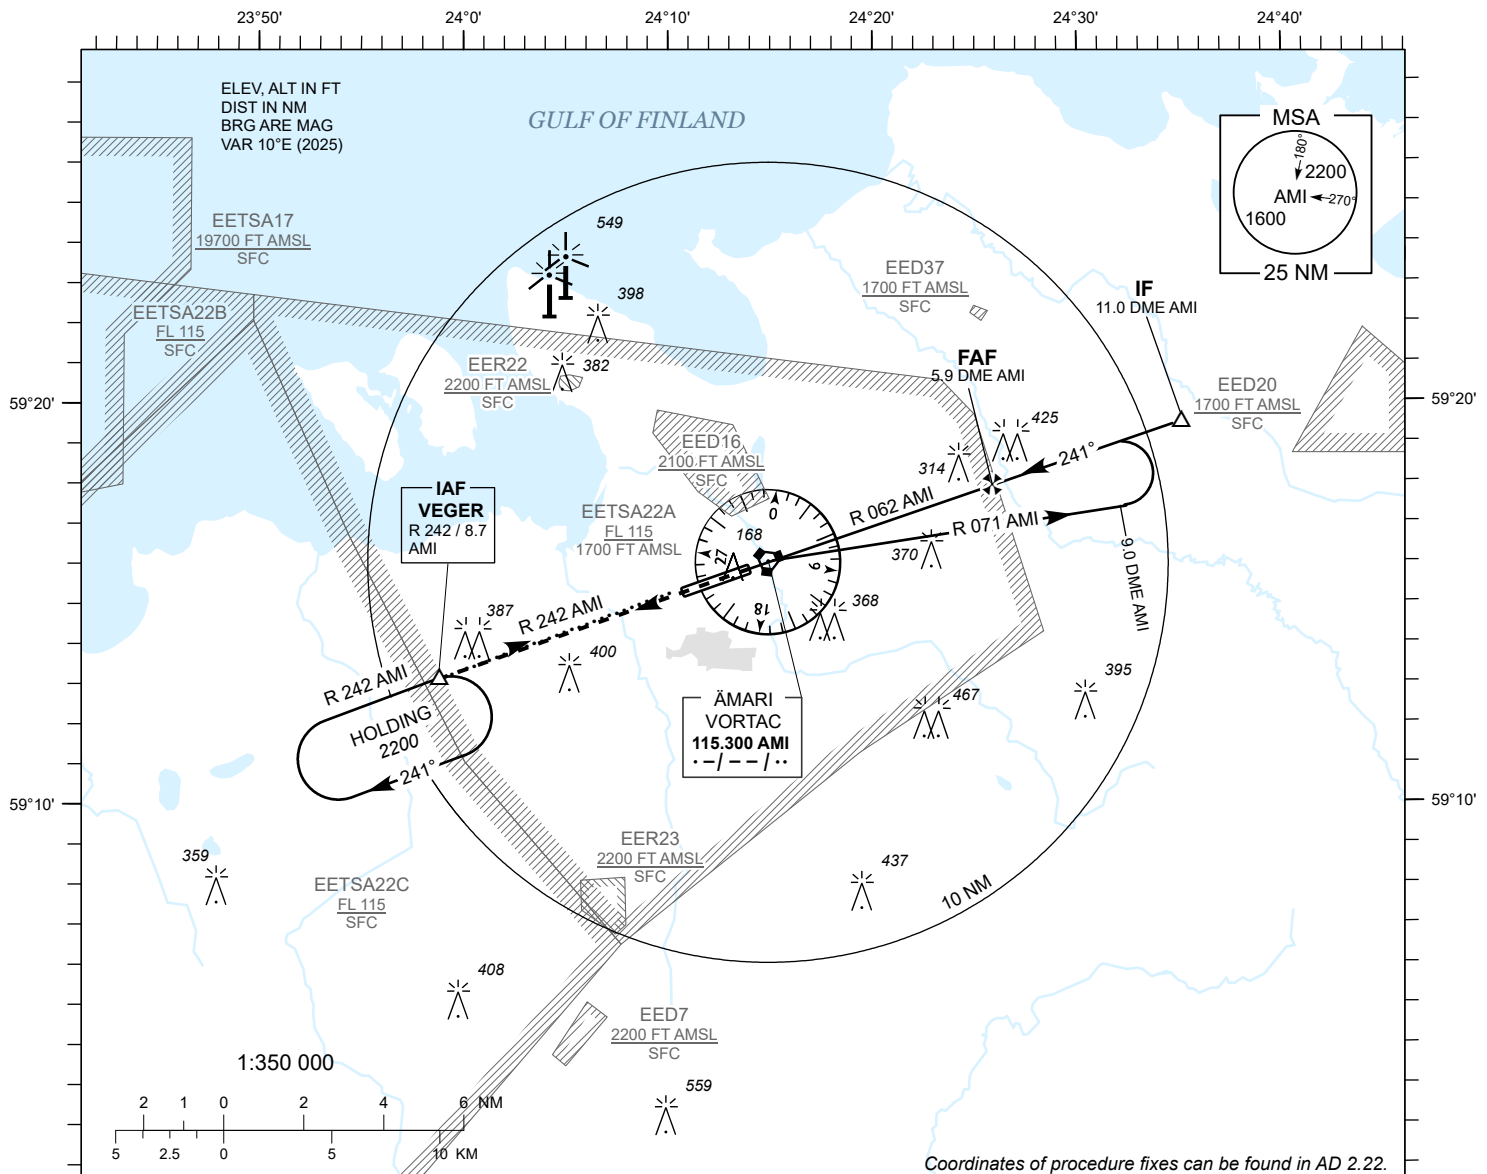 23°50'
24°0'
24°10'
24°20'
24°30'
24°40'
ELEV, ALT IN FT
DIST IN NM
BRG ARE MAG
VAR 10°E (2025)
GULF OF FINLAND
MSA
180°
2200
AMI
270°
1600
25 NM
EETSA17
19700 FT AMSL
SFC
549
398
EED37
1700 FT AMSL
SFC
IF
11.0 DME AMI
EETSA22B
FL 115
SFC
EER22
2200 FT AMSL
SFC
382
FAF
5.9 DME AMI
EED20
1700 FT AMSL
SFC
59°20'
59°20'
425
EED16
2100 FT AMSL
SFC
314
241°
IAF
VEGER
R 242 / 8.7
AMI
EETSA22A
FL 115
1700 FT AMSL
R 062 AMI
R 071 AMI
168
0
9
18
27
370
9.0 DME AMI
387
R 242 AMI
368
400
395
R 242 AMI
HOLDING
2200
241°
467
ÄMARI
VORTAC
115.300 AMI
· –/ – –/ ··
59°10'
59°10'
359
EER23
2200 FT AMSL
SFC
437
10 NM
EETSA22C
FL 115
SFC
408
EED7
2200 FT AMSL
SFC
1:350 000
559
2 1 0 2 4 6 NM
5 2.5 0 5 10 KM
Coordinates of procedure fixes can be found in AD 2.22.